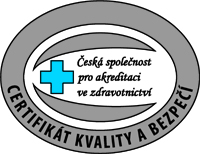 Česká společnost
pro akreditaci
ve zdravotnictví
CERTIFIKÁT KVALITY A BEZPEČÍ